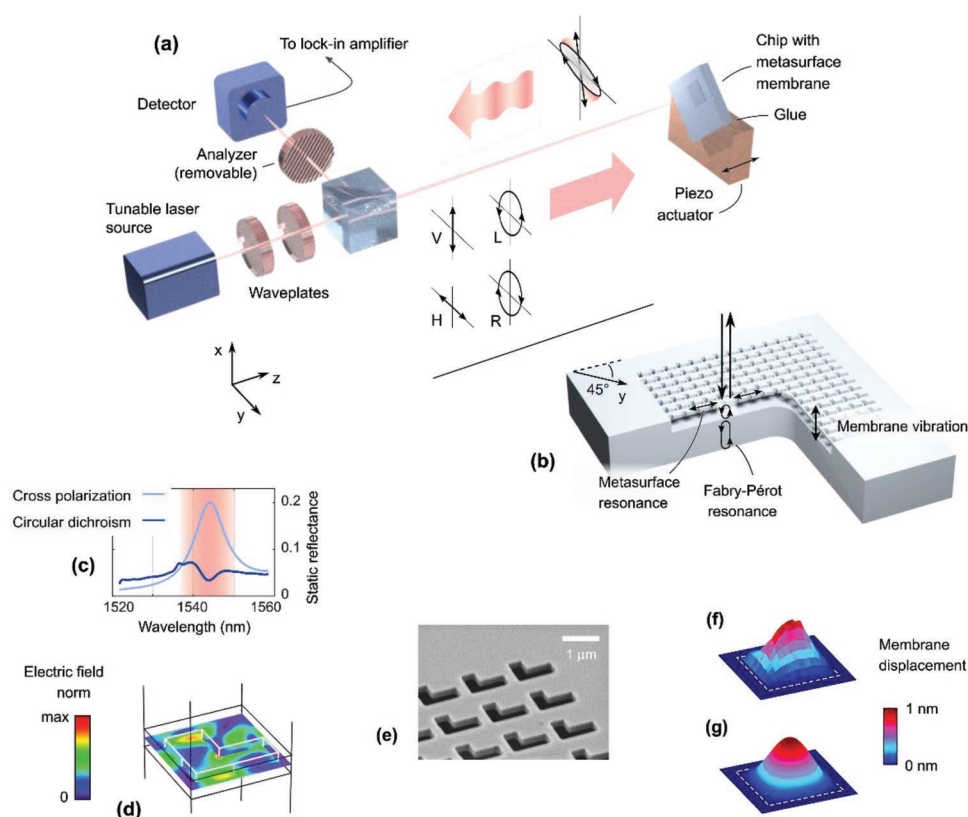 (a)
To lock-in amplifier
Detector
Analyzer
(removable)
Tunable laser
source
Waveplates
V
L
H
R
Chip with
metasurface
membrane
Glue
Piezo
actuator
x
z
y
45°
y
Membrane vibration
(b)
Metasurface
resonance
Fabry-Pérot
resonance
Cross polarization
Circular dichroism
(c)
0.2
0.1
0
Static reflectance
1520
1540
1560
Wavelength (nm)
Electric field
norm
max
0
(d)
(e)
1 μm
(f)
Membrane
displacement
(g)
1 nm
0 nm